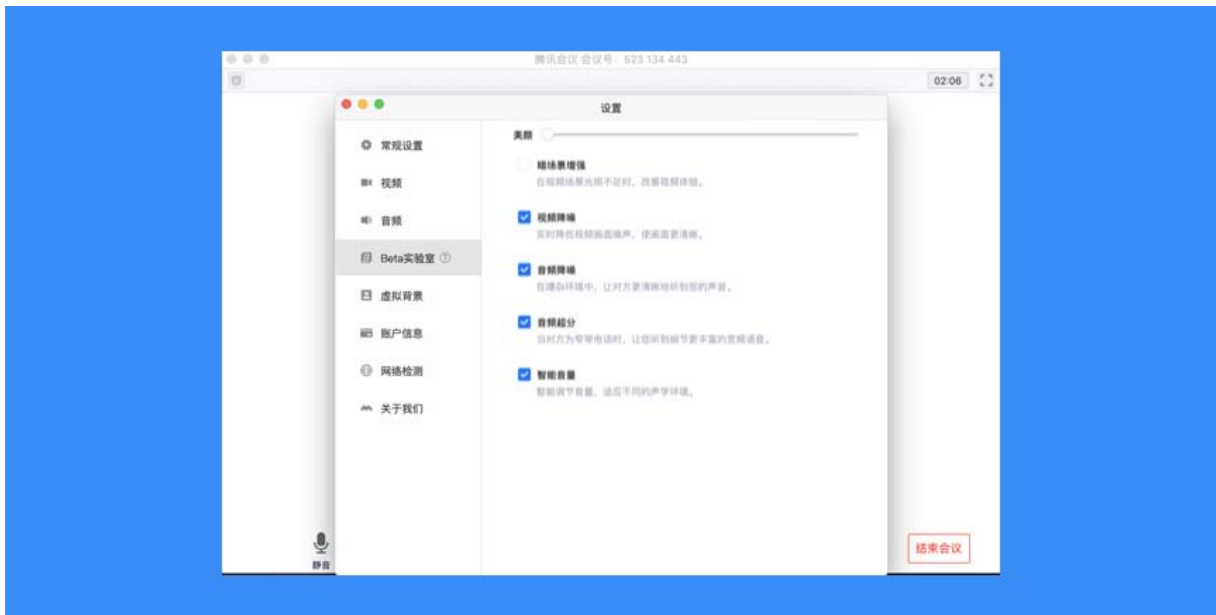 腾讯会议 会议号：523 134 443
02:06
设置
常规设置
视频
音频
Beta实验室
虚拟背景
账户信息
网络检测
关于我们
美颜
暗场景增强
在视频场景光照不足时，改善视频体验。
视频降噪
实时降低视频画面噪声，使画面更清晰。
音频降噪
在嘈杂环境中，让对方更清晰地听到您的声音。
音频超分
当对方为窄带电话时，让您听到细节更丰富的宽频语音。
智能音量
智能调节音量，适应不同的声学环境。
静音
结束会议